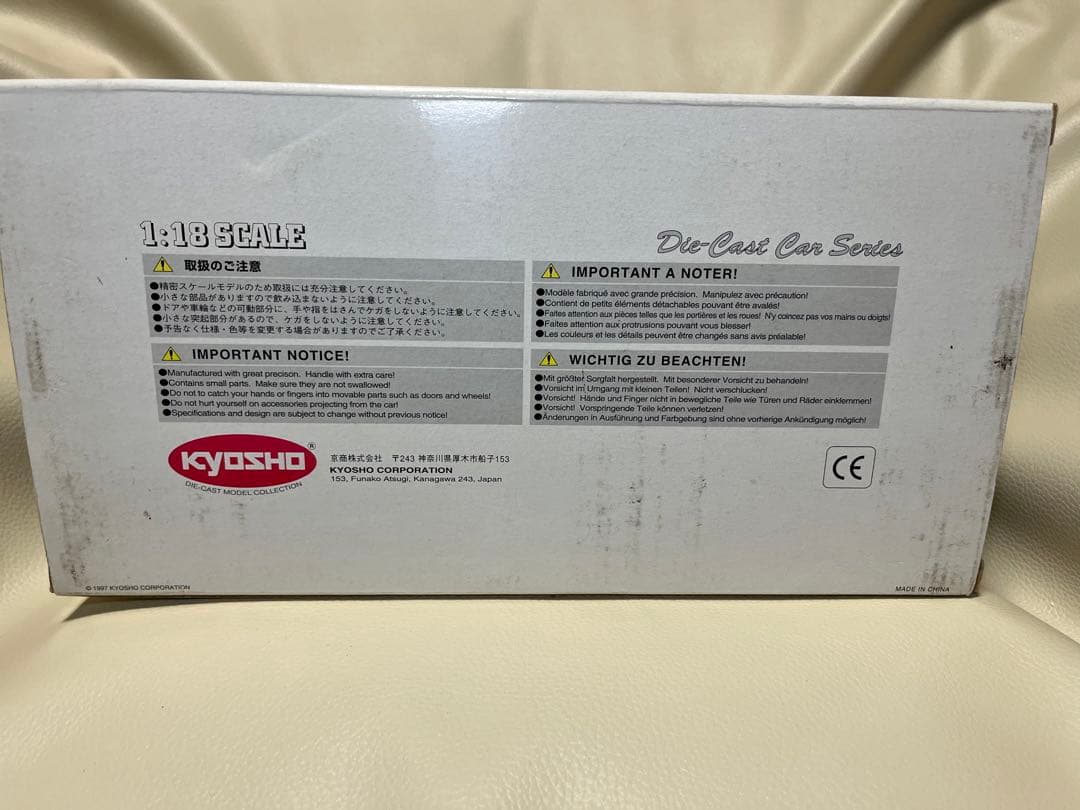 1:18 SCALE
Die-Cast Car Series
取扱のご注意
●精密スケールモデルのため取扱には充分注意してください。
●小さな部品がありますので飲み込まないように注意してください。
●ドアや車輪などの可動部分に、手や指をはさんでケガをしないように注意してください。
●小さな突起部分があるので、ケガをしないように注意してください。
●予告なく仕様・色等を変更する場合がありますのでご了承ください。
IMPORTANT A NOTER!
●Modèle fabriqué avec grande précision. Manipulez avec précaution!
●Contient de petits éléments détachables pouvant être avalés!
●Faites attention aux pièces telles que les portières et les roues! N'y coincez pas vos mains ou doigts!
●Faites attention aux protrusions pouvant vous blesser!
●Les couleurs et les détails peuvent être changés sans avis préalable!
IMPORTANT NOTICE!
●Manufactured with great precison. Handle with extra care!
●Contains small parts. Make sure they are not swallowed!
●Do not to catch your hands or fingers into movable parts such as doors and wheels!
●Do not hurt yourself on accessories projecting from the car!
●Specifications and design are subject to change without previous notice!
WICHTIG ZU BEACHTEN!
●Mit größter Sorgfalt hergestellt. Mit besonderer Vorsicht zu behandeln!
●Vorsicht im Umgang mit kleinen Teilen! Nicht verschlucken!
●Vorsicht! Hände und Finger nicht in bewegliche Teile wie Türen und Räder einklemmen!
●Vorsicht! Vorspringende Teile können verletzen!
●Änderungen in Ausführung und Farbgebung sind ohne vorherige Ankündigung möglich!
KYOSHO ®
DIE-CAST MODEL COLLECTION
京商株式会社 〒243 神奈川県厚木市船子153
KYOSHO CORPORATION
153, Funako Atsugi, Kanagawa 243, Japan
CE
© 1997 KYOSHO CORPORATION
MADE IN CHINA